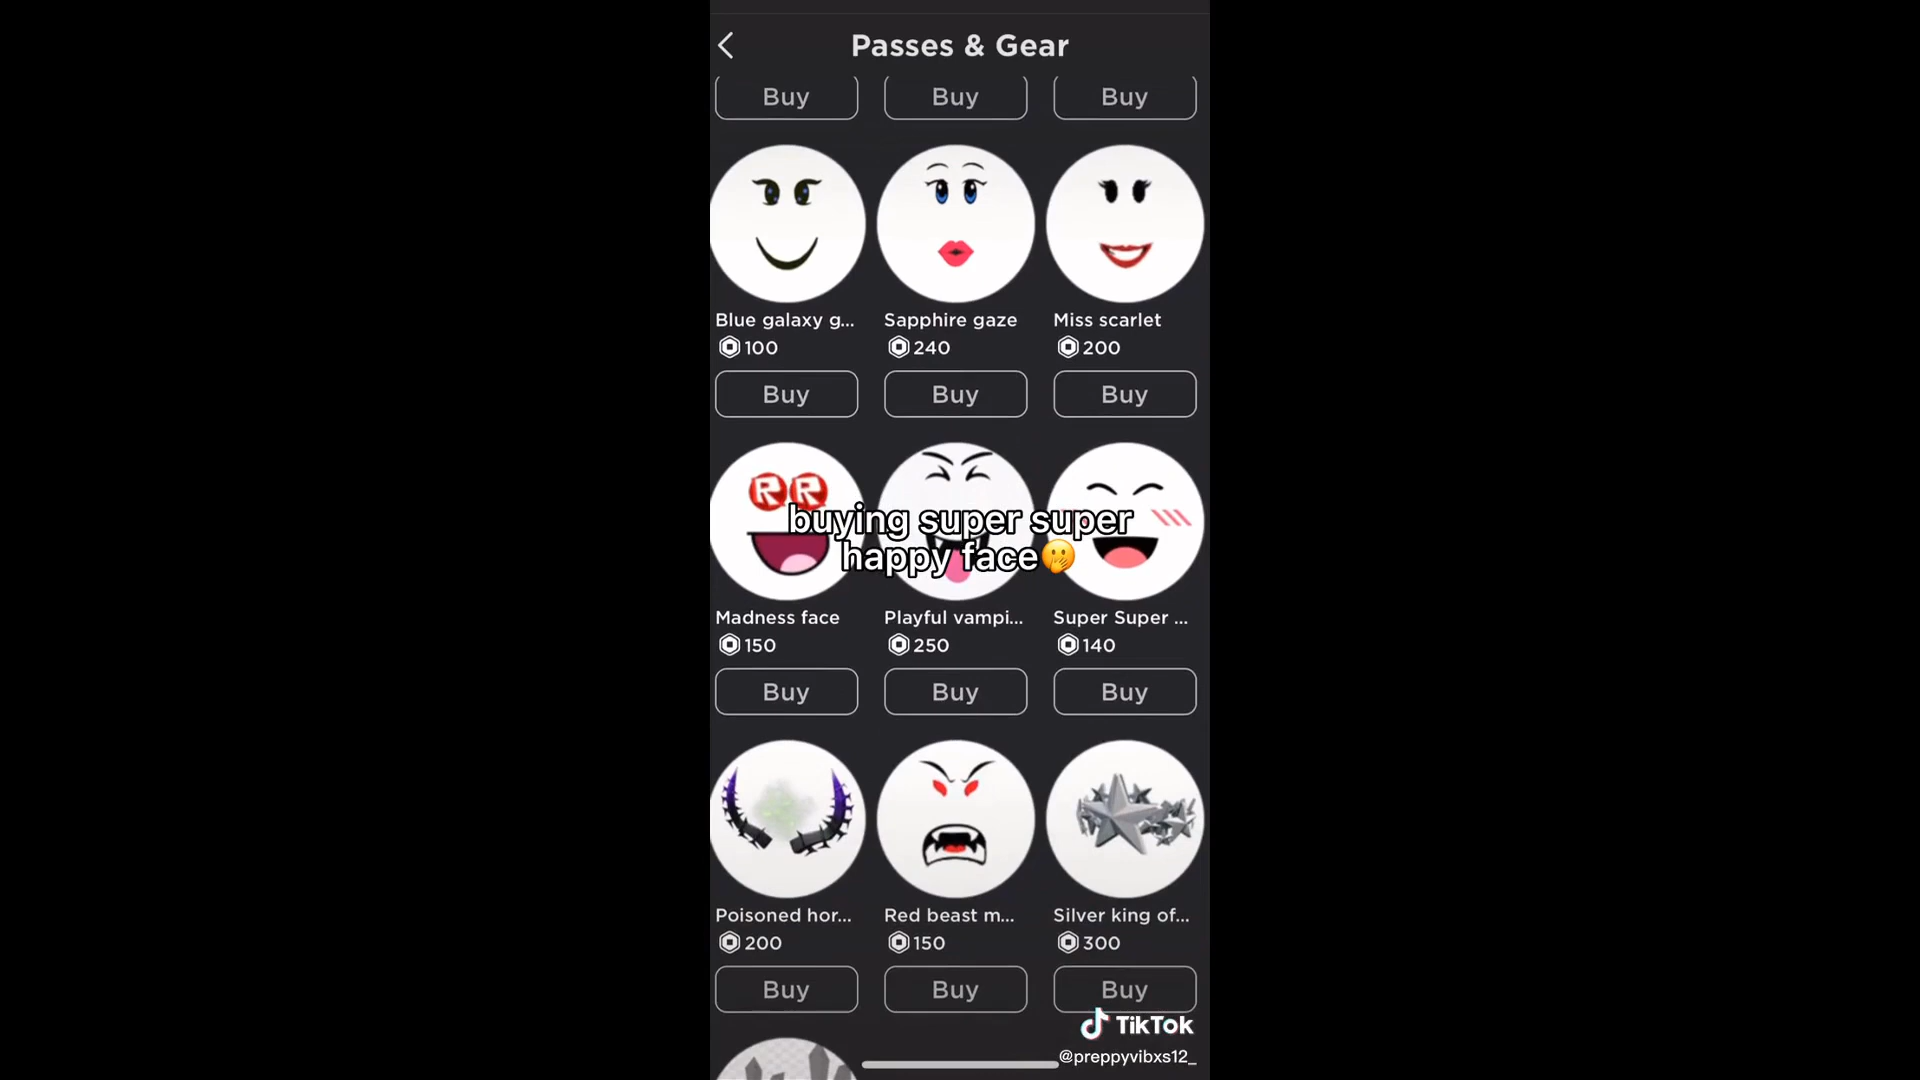 Passes & Gear
Buy Buy Buy
Blue galaxy g... Sapphire gaze Miss scarlet
100 240 200
Buy Buy Buy
R R
buying super super
happy face🤭
Madness face Playful vampi... Super Super ...
150 250 140
Buy Buy Buy
Poisoned hor... Red beast m... Silver king of...
200 150 300
Buy Buy Buy
TikTok
@preppyvibxs12_